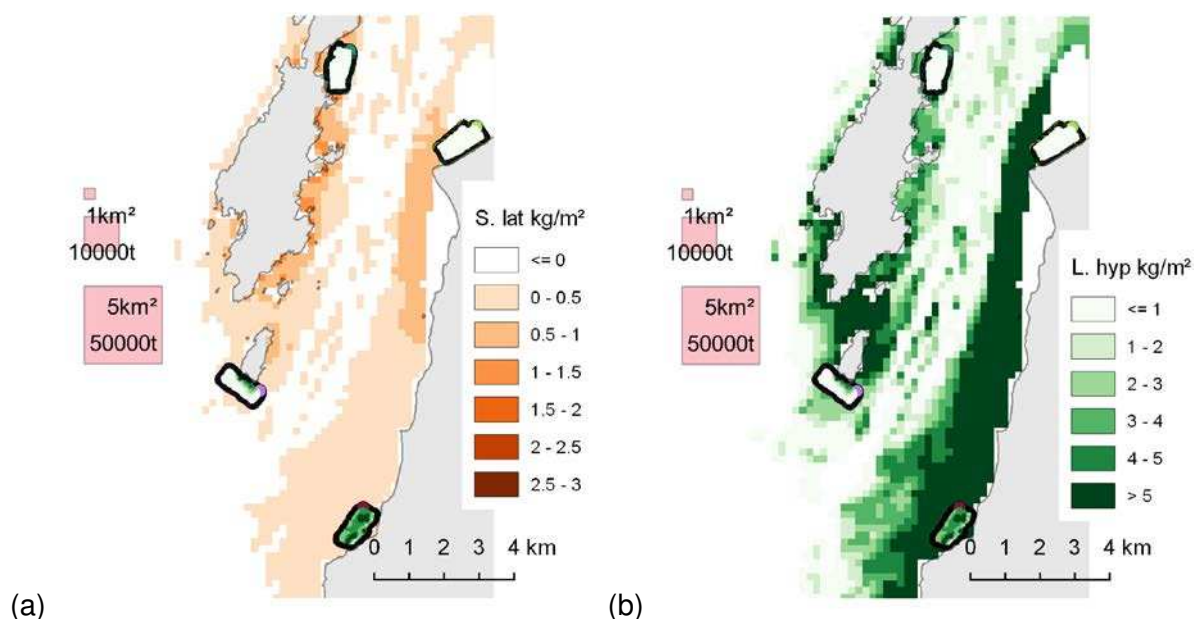 1km²
10000t
5km²
50000t
S. lat kg/m²
<= 0
0 - 0.5
0.5 - 1
1 - 1.5
1.5 - 2
2 - 2.5
2.5 - 3
0 1 2 3 4 km
(a)
1km²
10000t
5km²
50000t
L. hyp kg/m²
<= 1
1 - 2
2 - 3
3 - 4
4 - 5
> 5
0 1 2 3 4 km
(b)